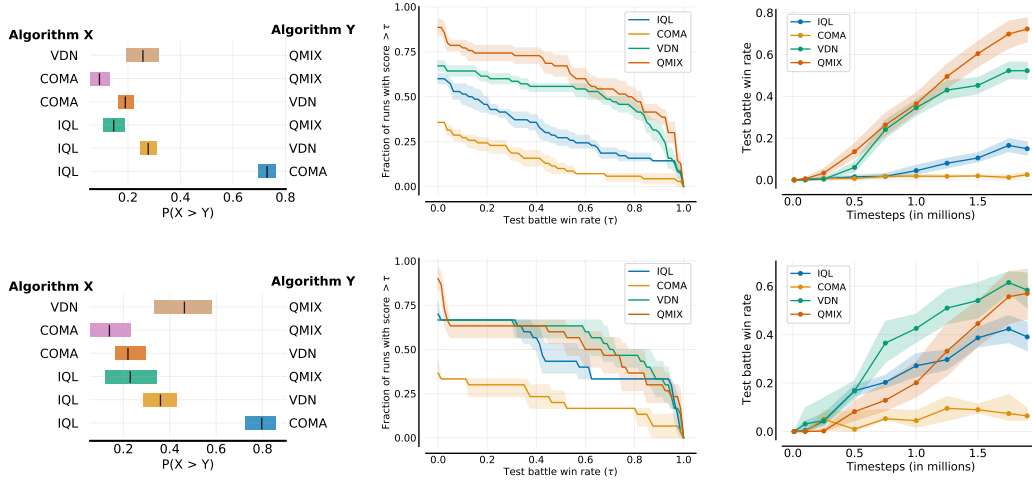 Algorithm X
Algorithm Y
VDN QMIX
COMA QMIX
COMA VDN
IQL QMIX
IQL VDN
IQL COMA
0.2 0.4 0.6 0.8
P(X > Y)
Fraction of runs with score > τ
1.00
0.75
0.50
0.25
0.00
IQL
COMA
VDN
QMIX
0.0 0.2 0.4 0.6 0.8 1.0
Test battle win rate (τ)
Test battle win rate
0.8
0.6
0.4
0.2
0.0
IQL
COMA
VDN
QMIX
0.0 0.5 1.0 1.5
Timesteps (in millions)
Algorithm X
Algorithm Y
VDN QMIX
COMA QMIX
COMA VDN
IQL QMIX
IQL VDN
IQL COMA
0.2 0.4 0.6 0.8
P(X > Y)
Fraction of runs with score > τ
1.00
0.75
0.50
0.25
0.00
IQL
COMA
VDN
QMIX
0.0 0.2 0.4 0.6 0.8 1.0
Test battle win rate (τ)
Test battle win rate
0.6
0.4
0.2
0.0
IQL
COMA
VDN
QMIX
0.0 0.5 1.0 1.5
Timesteps (in millions)